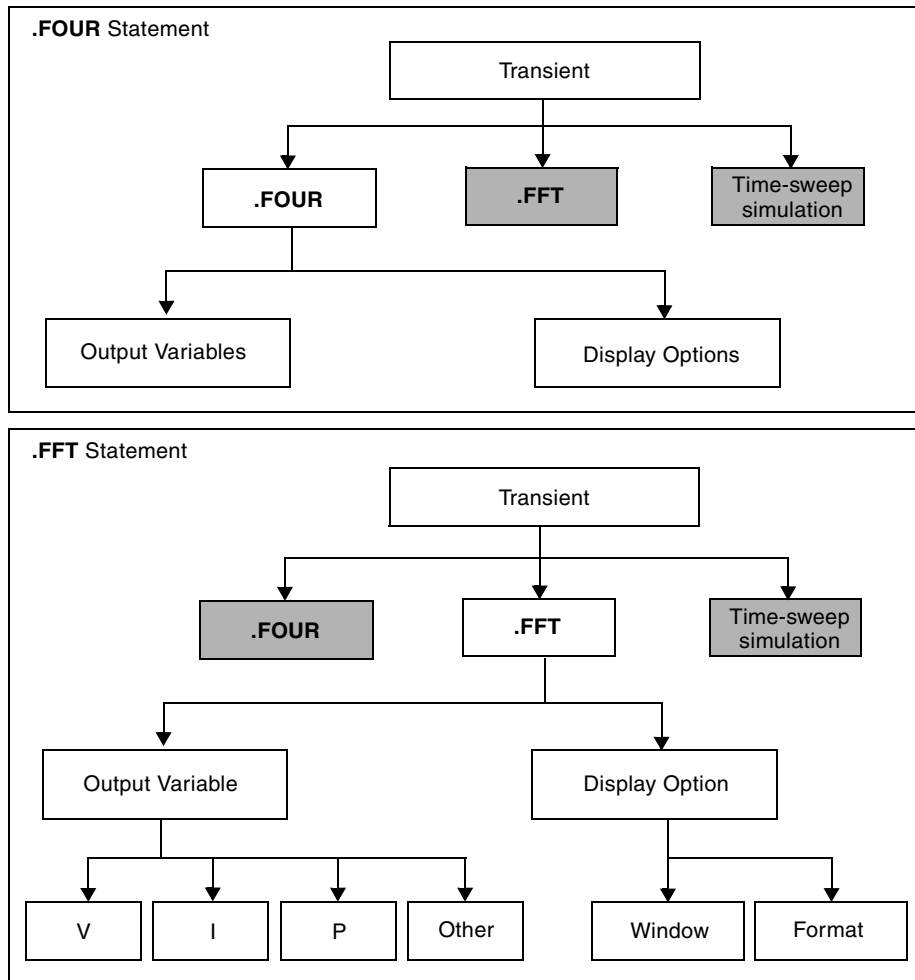 .FOUR Statement
Transient
.FOUR
.FFT
Time-sweep
simulation
Output Variables
Display Options
.FFT Statement
Transient
.FOUR
.FFT
Time-sweep
simulation
Output Variable
Display Option
V
I
P
Other
Window
Format